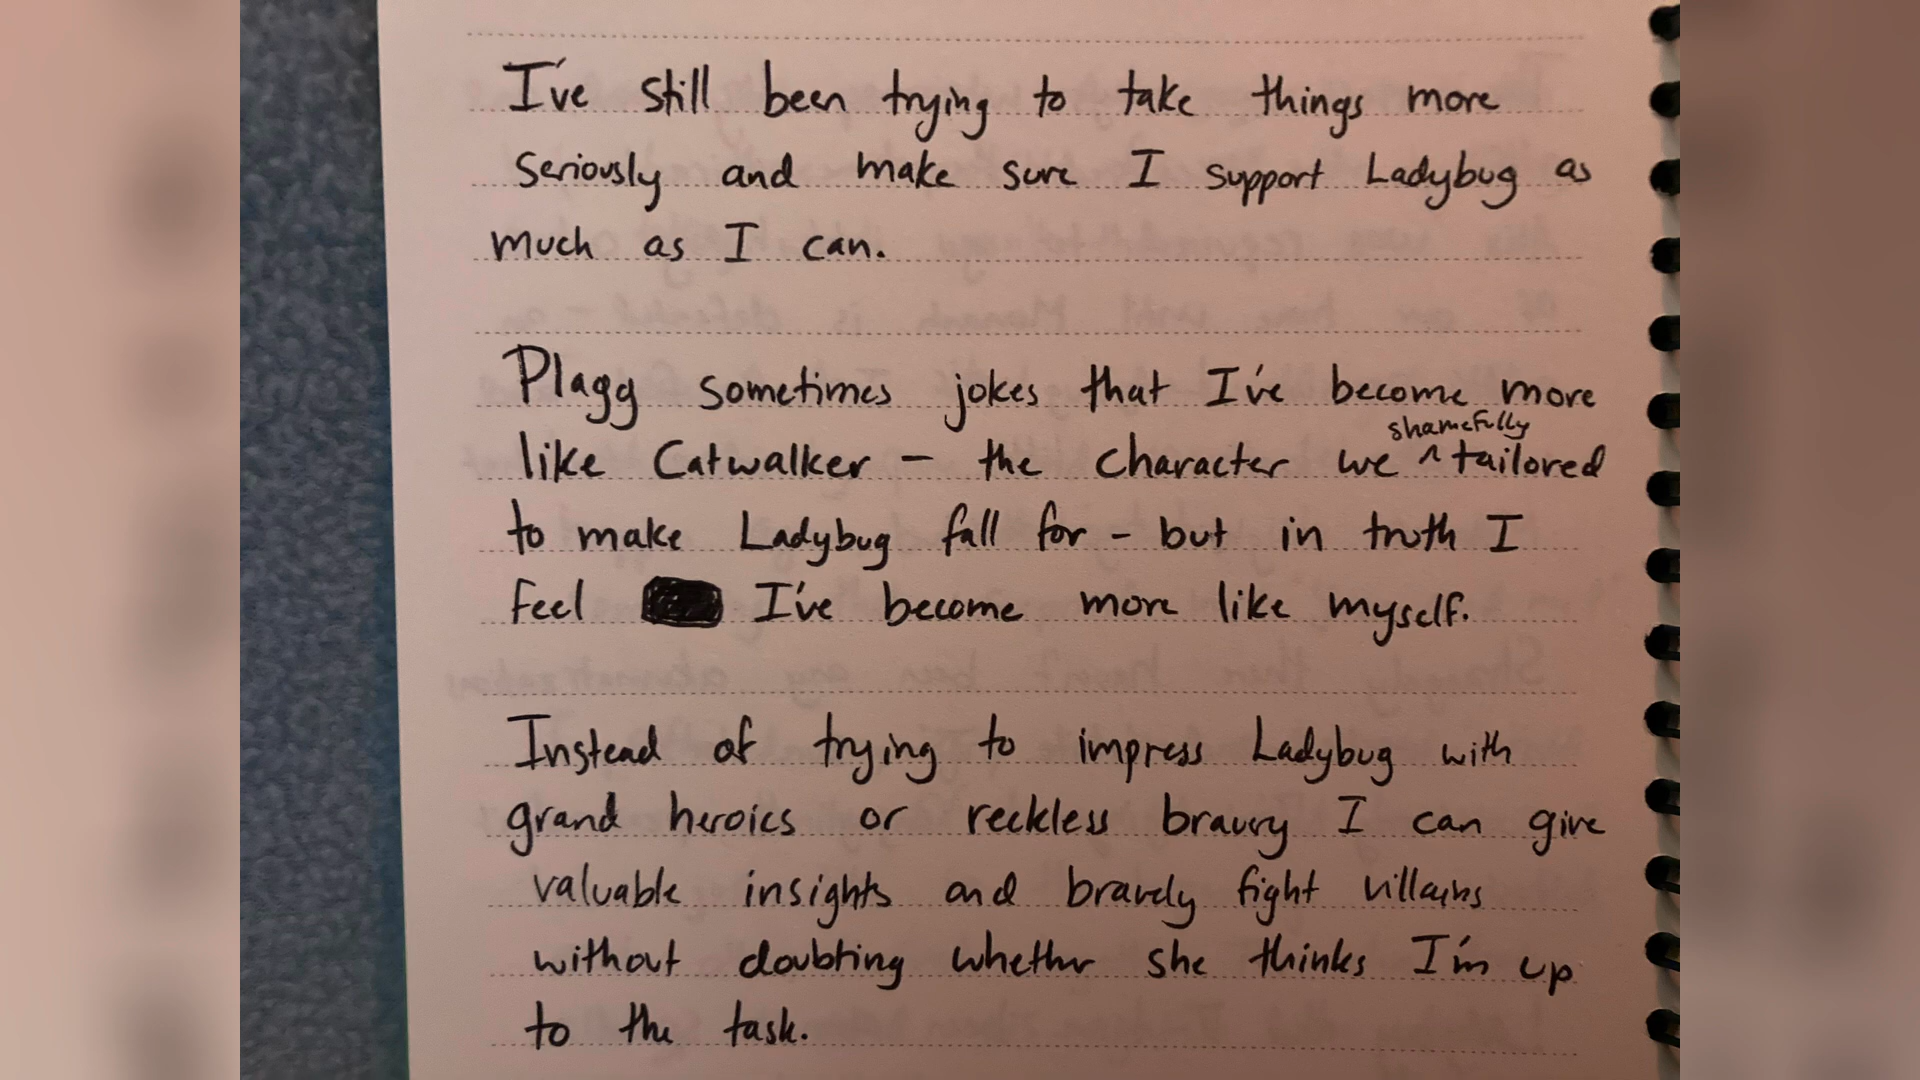 I've still been trying to take things more
seriously and make sure I support Ladybug as
much as I can.
Plagg sometimes jokes that I've become more
like Catwalker – the character we ^ shamefully tailored
to make Ladybug fall for – but in truth I
feel I've become more like myself.
Instead of trying to impress Ladybug with
grand heroics or reckless bravery I can give
valuable insights and bravely fight villains
without doubting whether she thinks I'm up
to the task.